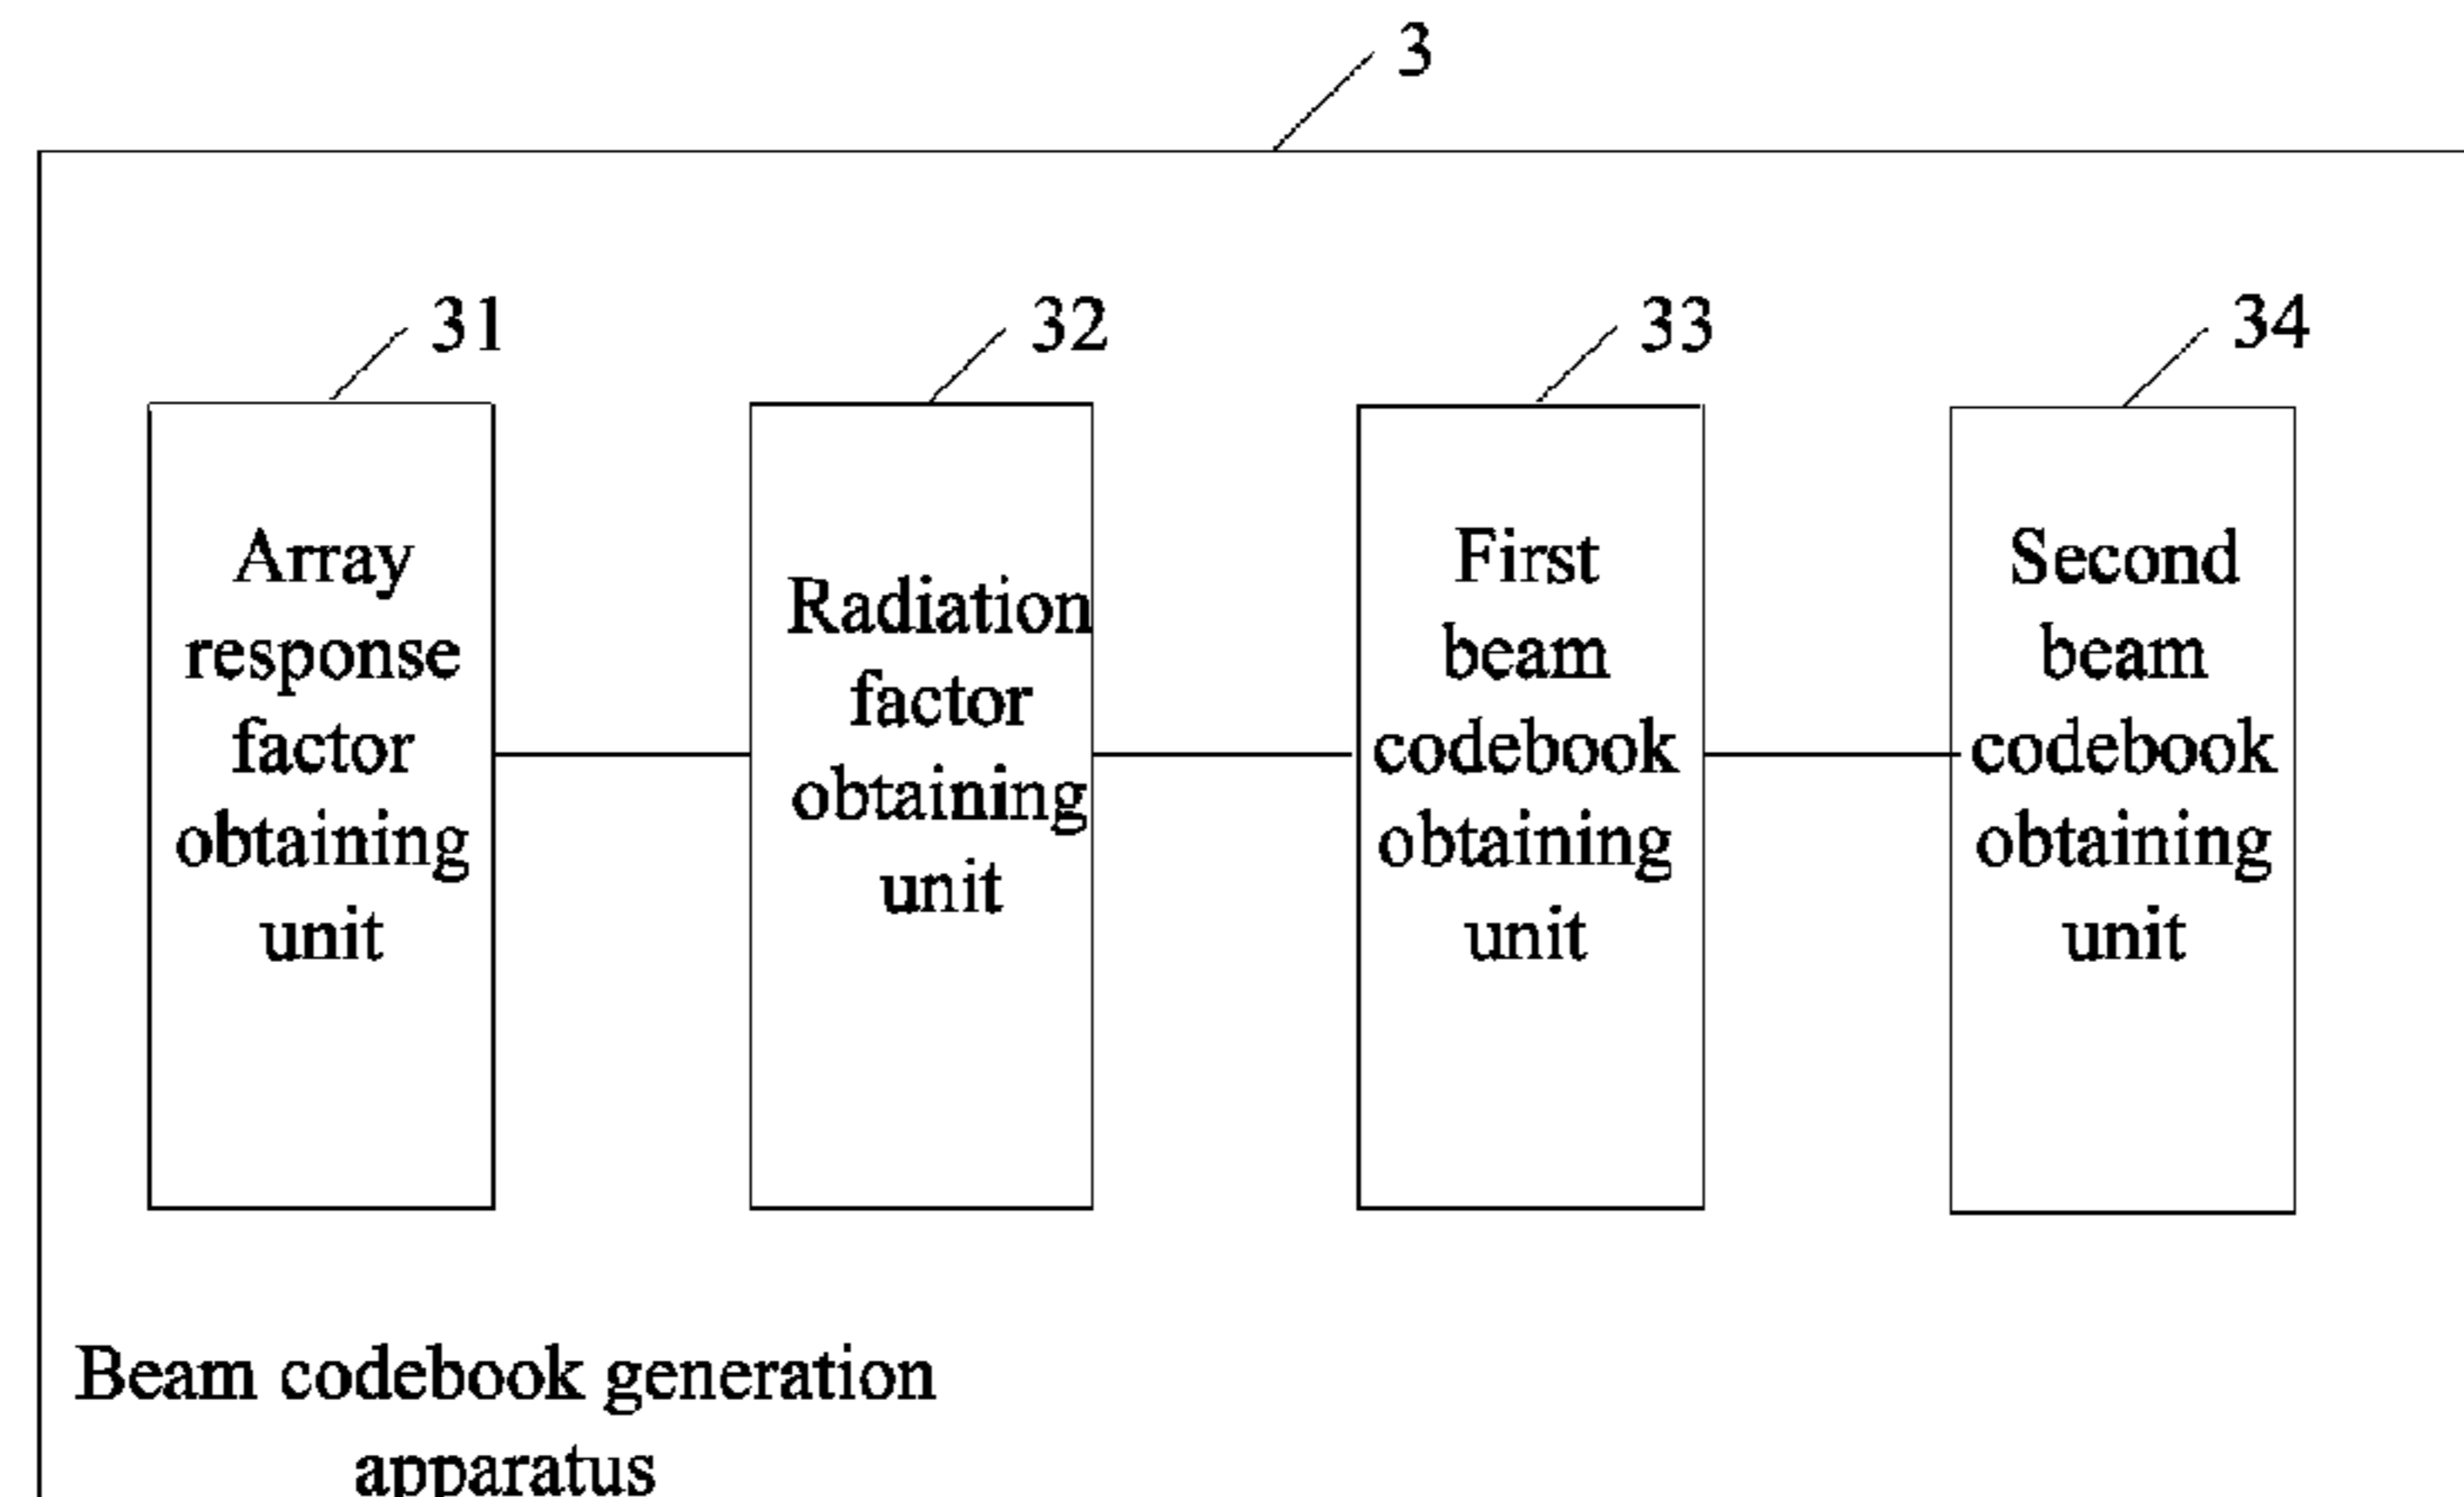 3
31
32
33
34
Array
response
factor
obtaining
unit
Radiation
factor
obtaining
unit
First
beam
codebook
obtaining
unit
Second
beam
codebook
obtaining
unit
Beam codebook generation
apparatus